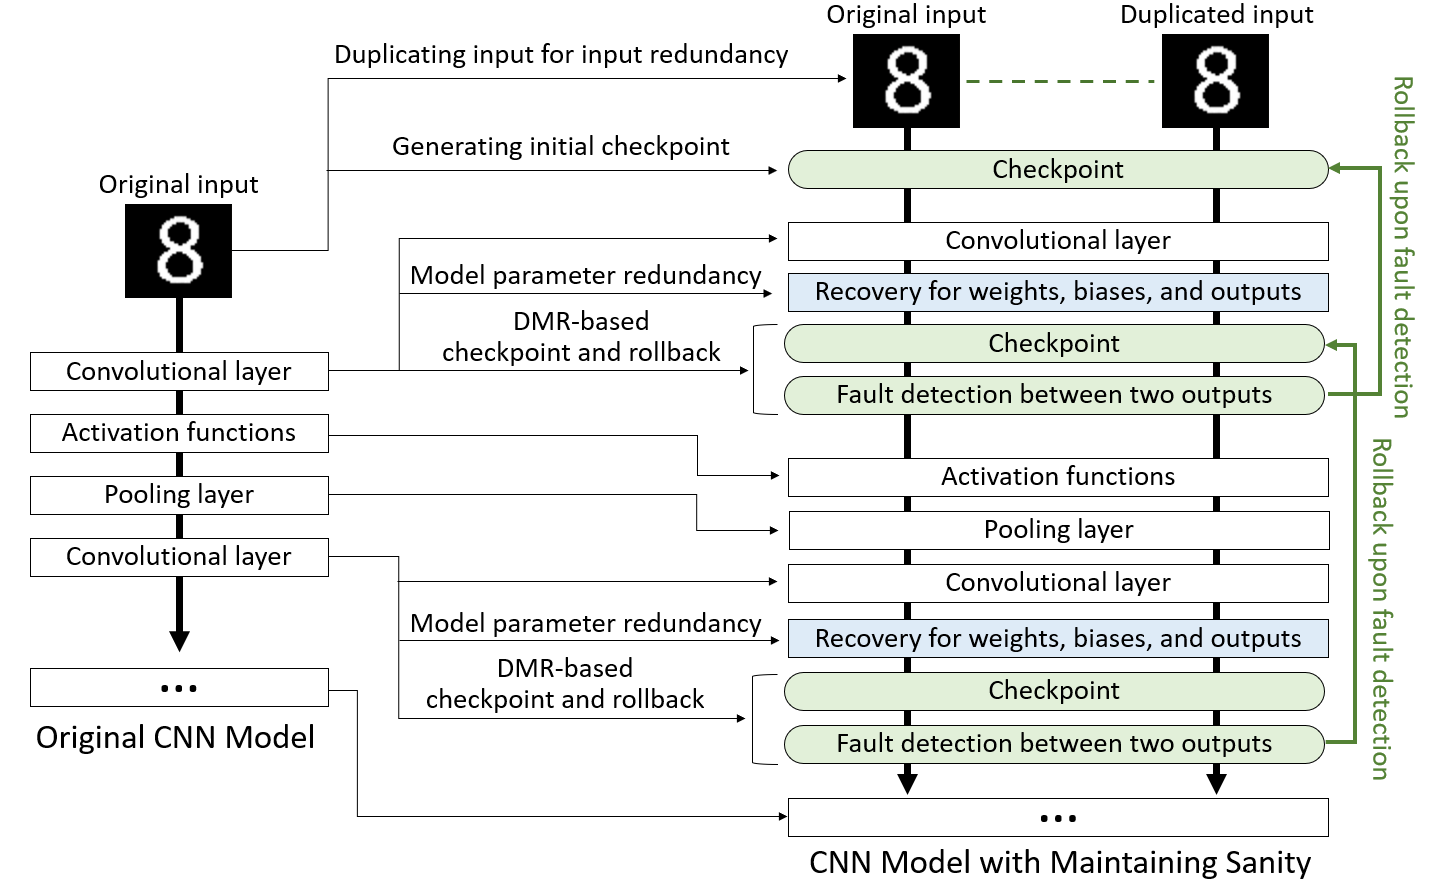 Original input
Duplicated input
8
8
Duplicating input for input redundancy
Generating initial checkpoint
Checkpoint
Original input
8
Convolutional layer
Model parameter redundancy
Recovery for weights, biases, and outputs
DMR-based
checkpoint and rollback
Checkpoint
Fault detection between two outputs
Rollback upon fault detection
Convolutional layer
Activation functions
Pooling layer
Convolutional layer
...
Original CNN Model
Activation functions
Pooling layer
Convolutional layer
Model parameter redundancy
Recovery for weights, biases, and outputs
DMR-based
checkpoint and rollback
Checkpoint
Fault detection between two outputs
Rollback upon fault detection
...
CNN Model with Maintaining Sanity